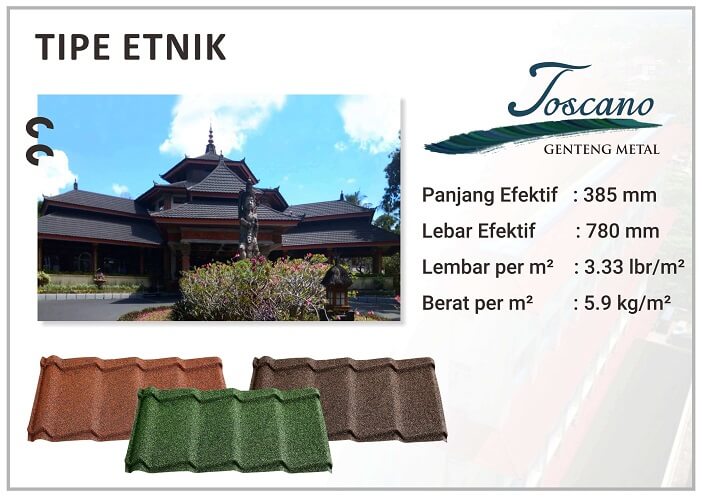 TIPE ETNIK
Toscano
GENTENG METAL
Panjang Efektif : 385 mm
Lebar Efektif : 780 mm
Lembar per m² : 3.33 lbr/m²
Berat per m² : 5.9 kg/m²